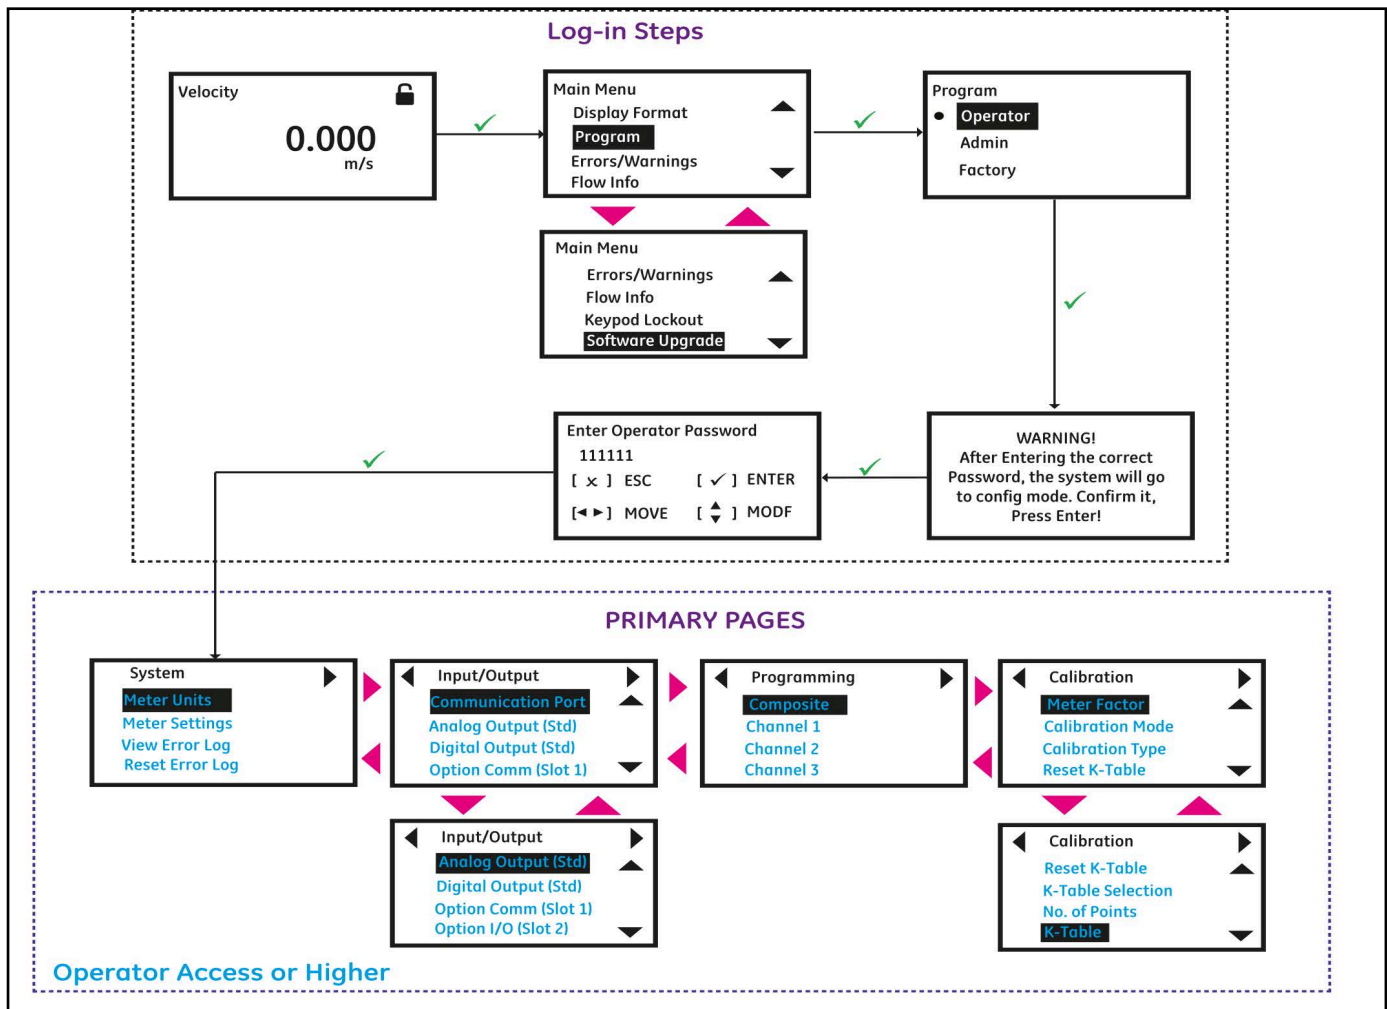 Log-in Steps
Velocity
0.000
m/s
Main Menu
Display Format
Program
Errors/Warnings
Flow Info
Program
Operator
Admin
Factory
Main Menu
Errors/Warnings
Flow Info
Keypod Lockout
Software Upgrade
Enter Operator Password
111111
[ x ] ESC [ ✓ ] ENTER
[◄ ►] MOVE [ ▲▼ ] MODF
WARNING!
After Entering the correct
Password, the system will go
to config mode. Confirm it,
Press Enter!
PRIMARY PAGES
System
Meter Units
Meter Settings
View Error Log
Reset Error Log
Input/Output
Communication Port
Analog Output (Std)
Digital Output (Std)
Option Comm (Slot 1)
Programming
Composite
Channel 1
Channel 2
Channel 3
Calibration
Meter Factor
Calibration Mode
Calibration Type
Reset K-Table
Input/Output
Analog Output (Std)
Digital Output (Std)
Option Comm (Slot 1)
Option I/O (Slot 2)
Calibration
Reset K-Table
K-Table Selection
No. of Points
K-Table
Operator Access or Higher